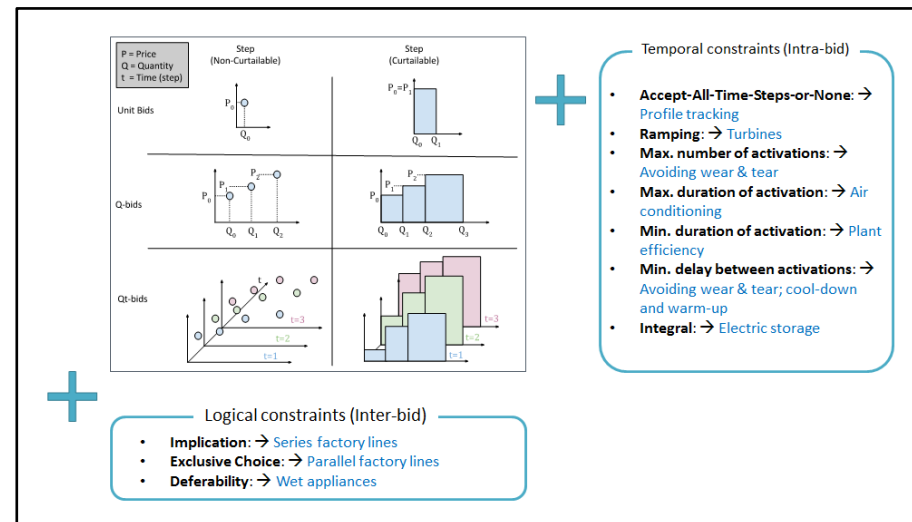 P = Price
Q = Quantity
t = Time (step)
Step
(Non-Curtailable)
Step
(Curtailable)
Unit Bids
P₀
Q₀
P₀=P₁
Q₀ Q₁
Q-bids
P₀ P₁ P₂
Q₀ Q₁ Q₂
P₀ P₁ P₂
Q₀ Q₁ Q₂ Q₃
Qt-bids
t
t=3
t=2
t=1
t=3
t=2
t=1
Temporal constraints (Intra-bid)
• Accept-All-Time-Steps-or-None: →
Profile tracking
• Ramping: → Turbines
• Max. number of activations: →
Avoiding wear & tear
• Max. duration of activation: → Air
conditioning
• Min. duration of activation: → Plant
efficiency
• Min. delay between activations: →
Avoiding wear & tear; cool-down
and warm-up
• Integral: → Electric storage
Logical constraints (Inter-bid)
• Implication: → Series factory lines
• Exclusive Choice: → Parallel factory lines
• Deferability: → Wet appliances